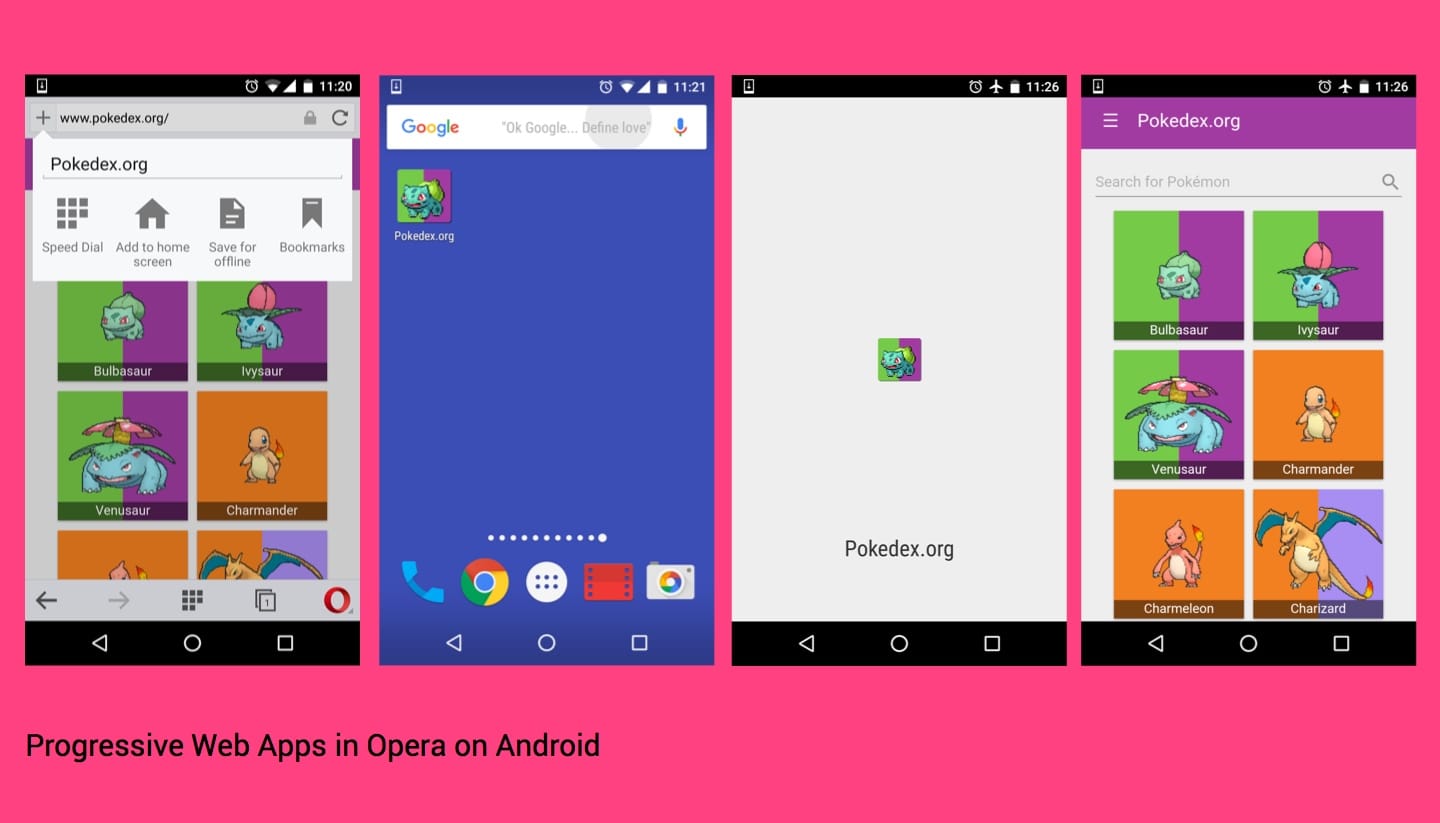 11:20
www.pokedex.org/
Pokedex.org
Speed Dial
Add to home
screen
Save for
offline
Bookmarks
Bulbasaur
Ivysaur
Venusaur
Charmander
1
11:21
Google
"Ok Google... Define love"
Pokedex.org
11:26
Pokedex.org
11:26
Pokedex.org
Search for Pokémon
Bulbasaur
Ivysaur
Venusaur
Charmander
Charmeleon
Charizard
Progressive Web Apps in Opera on Android